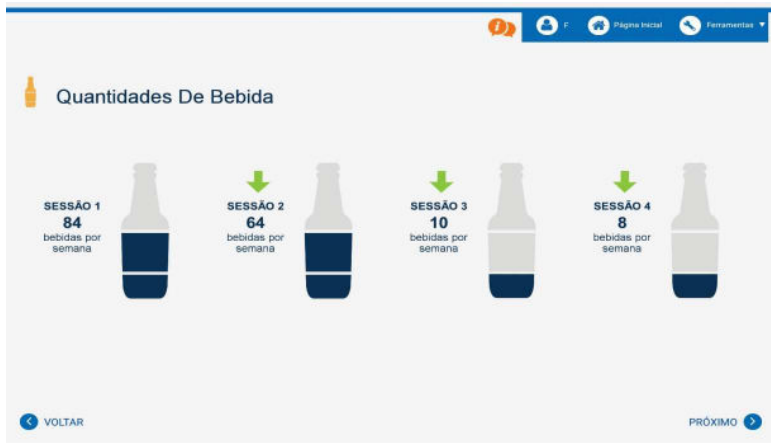 F
Página Inicial
Ferramentas
Quantidades De Bebida
SESSÃO 1
84
bebidas por
semana
SESSÃO 2
64
bebidas por
semana
SESSÃO 3
10
bebidas por
semana
SESSÃO 4
8
bebidas por
semana
VOLTAR
PRÓXIMO